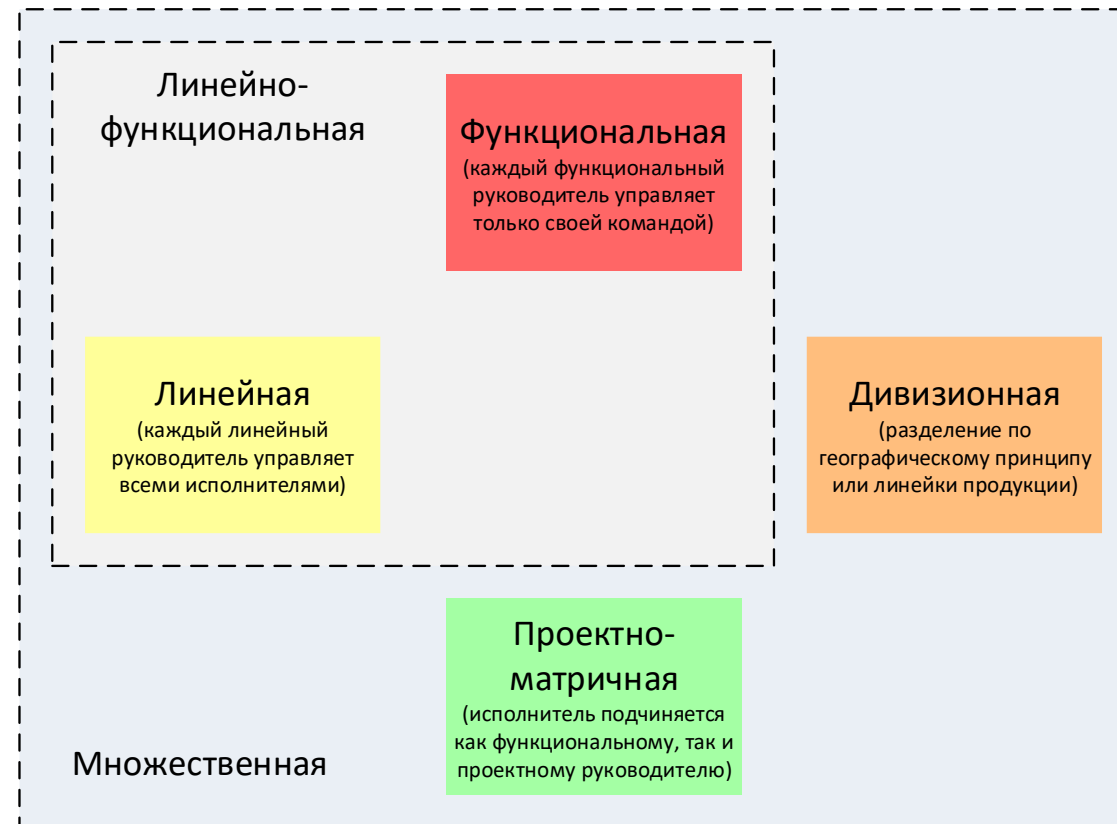 Линейно-
функциональная
Функциональная
(каждый функциональный
руководитель управляет
только своей командой)
Линейная
(каждый линейный
руководитель управляет
всеми исполнителями)
Дивизионная
(разделение по
географическому принципу
или линейки продукции)
Проектно-
матричная
(исполнитель подчиняется
как функциональному, так и
проектному руководителю)
Множественная